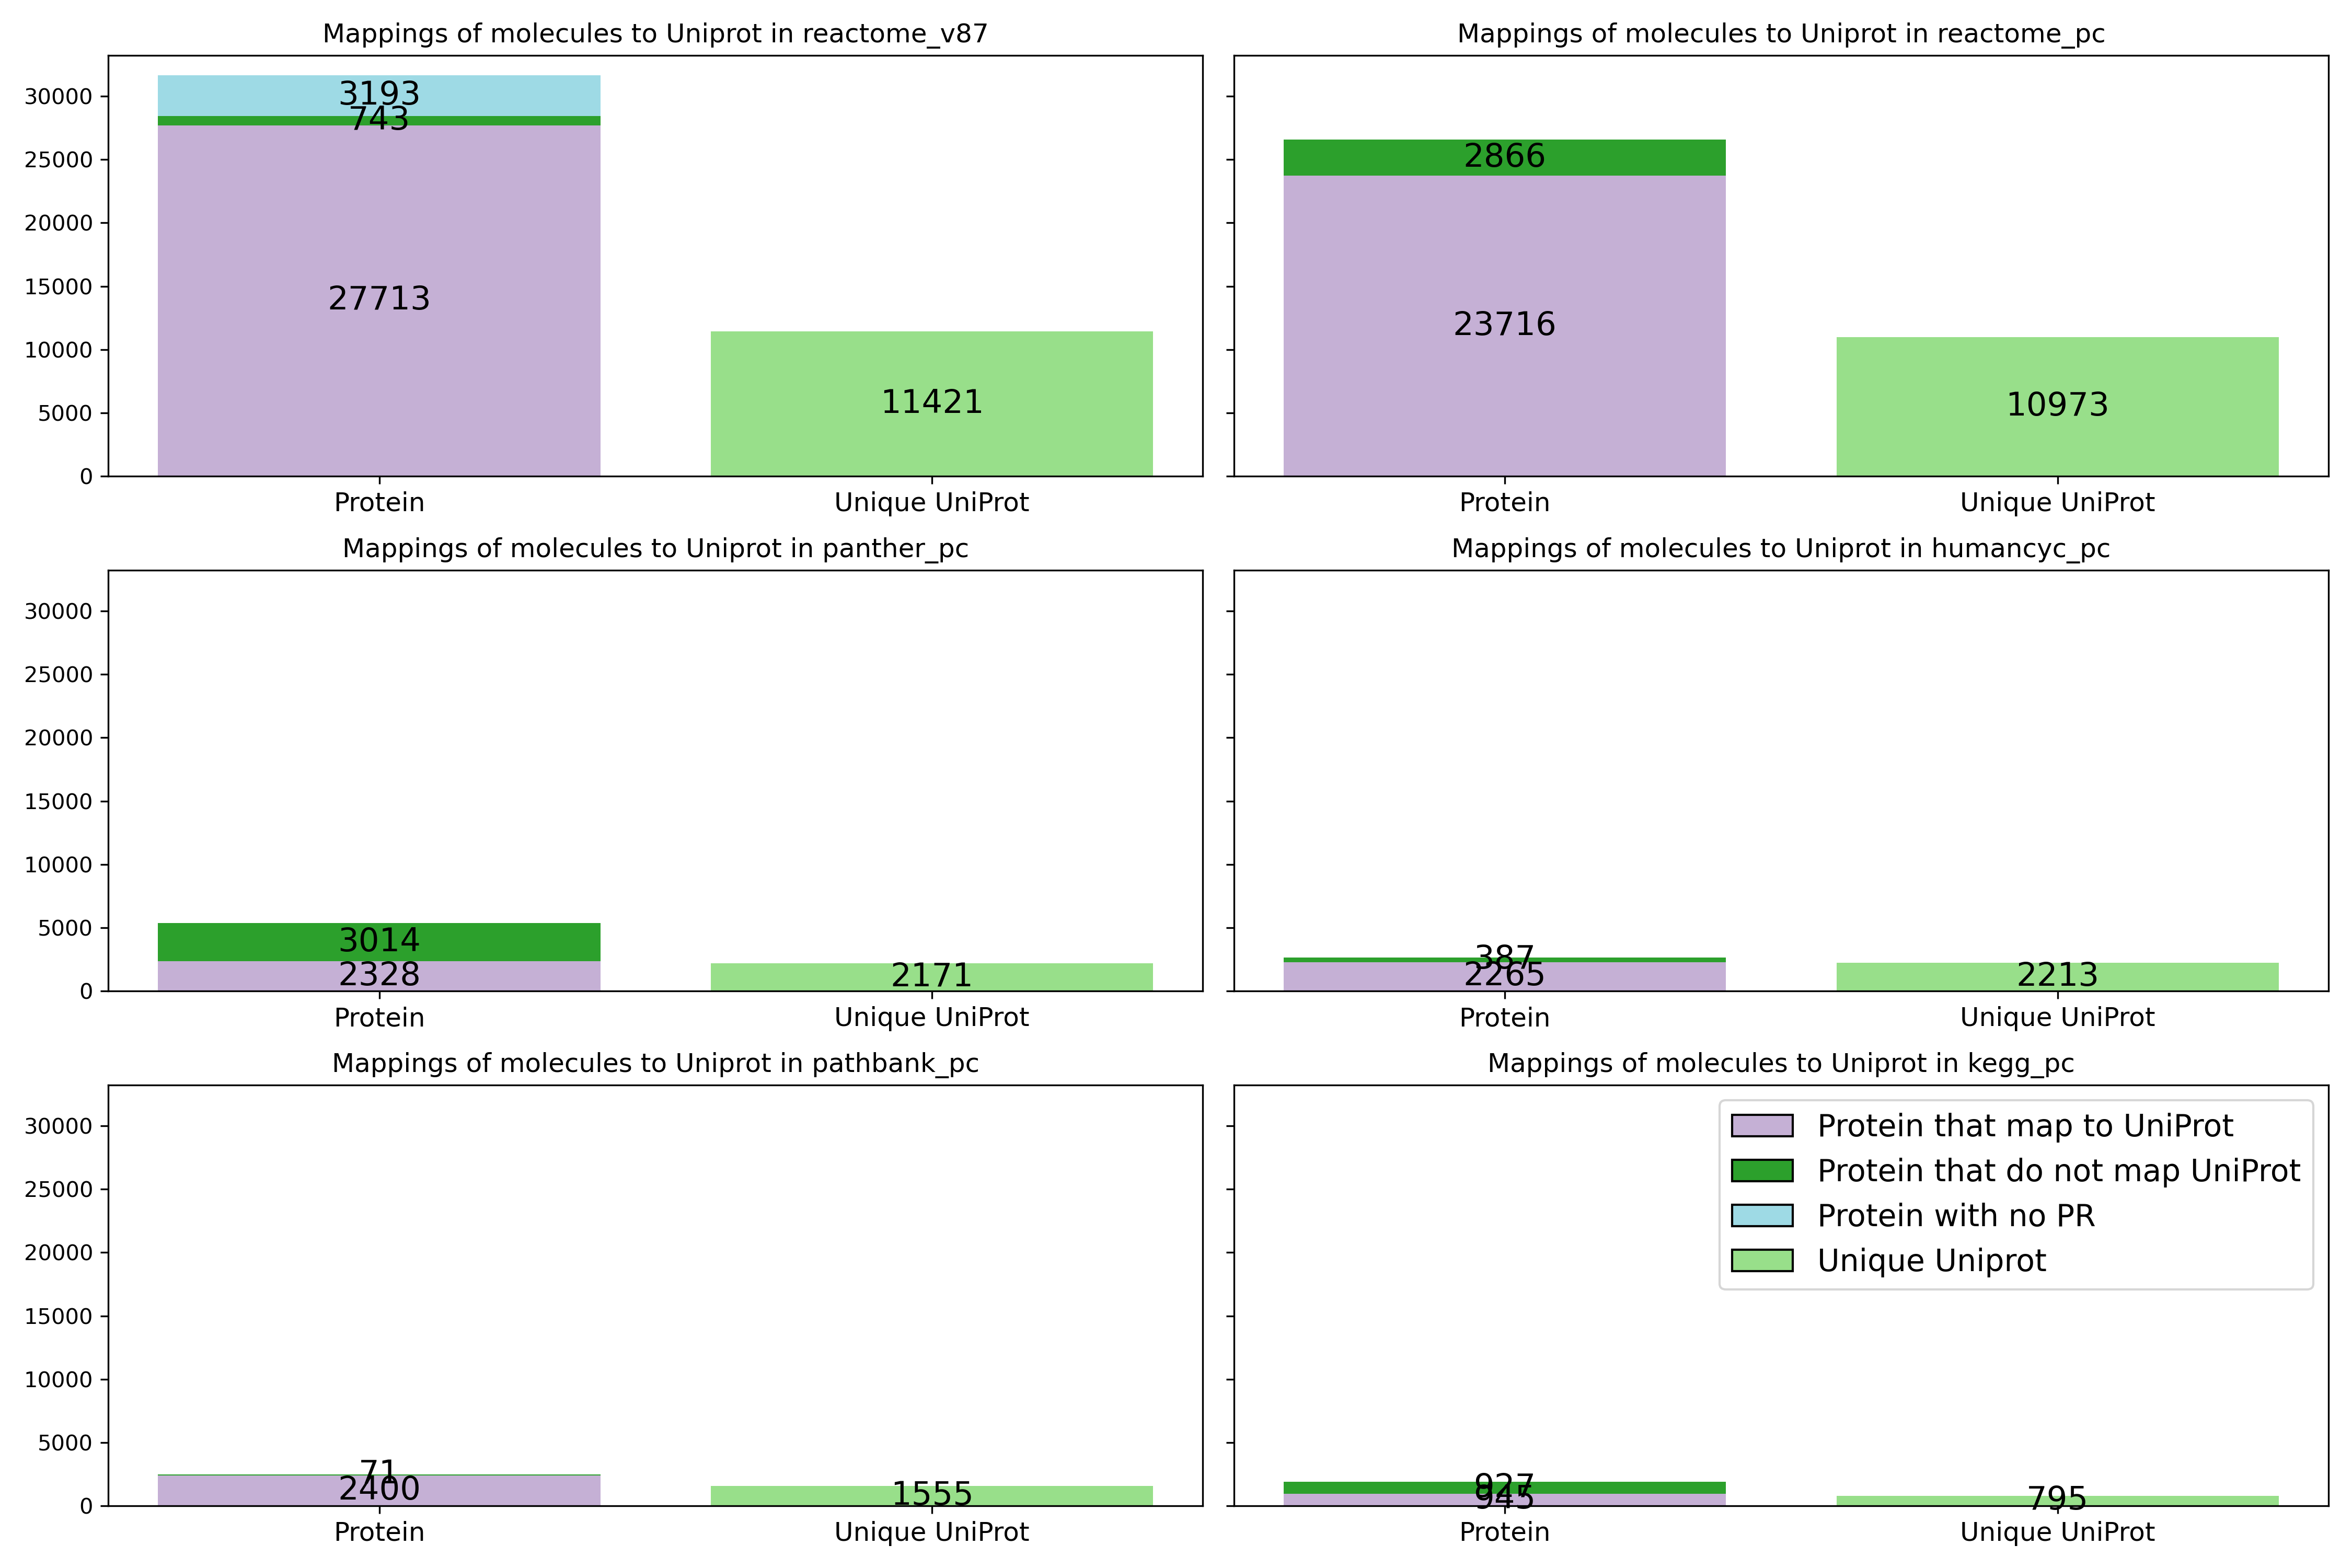 Mappings of molecules to Uniprot in reactome_v87
30000
25000
20000
15000
10000
5000
0
3193
743
27713
11421
Protein
Unique UniProt
Mappings of molecules to Uniprot in reactome_pc
2866
23716
10973
Protein
Unique UniProt
Mappings of molecules to Uniprot in panther_pc
30000
25000
20000
15000
10000
5000
0
3014
2328
2171
Protein
Unique UniProt
Mappings of molecules to Uniprot in humancyc_pc
387
2265
2213
Protein
Unique UniProt
Mappings of molecules to Uniprot in pathbank_pc
30000
25000
20000
15000
10000
5000
0
71
2400
1555
Protein
Unique UniProt
Mappings of molecules to Uniprot in kegg_pc
Protein that map to UniProt
Protein that do not map UniProt
Protein with no PR
Unique Uniprot
927
945
795
Protein
Unique UniProt